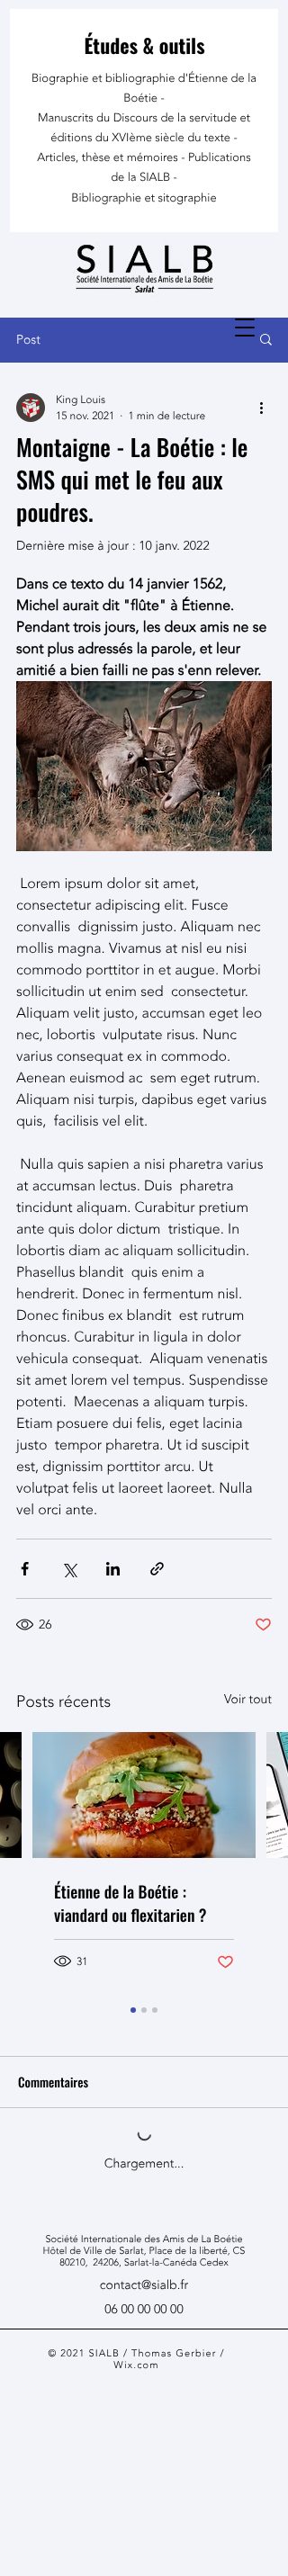 Études & outils
Biographie et bibliographie d'Étienne de la
Boétie -
Manuscrits du Discours de la servitude et
éditions du XVIème siècle du texte -
Articles, thèse et mémoires - Publications
de la SIALB -
Bibliographie et sitographie
SIALB
Société Internationale des Amis de La Boétie
Sarlat
Post
King Louis
15 nov. 2021 · 1 min de lecture
Montaigne - La Boétie : le
SMS qui met le feu aux
poudres.
Dernière mise à jour : 10 janv. 2022
Dans ce texto du 14 janvier 1562,
Michel aurait dit "flûte" à Étienne.
Pendant trois jours, les deux amis ne se
sont plus adressés la parole, et leur
amitié a bien failli ne pas s'enn relever.
Lorem ipsum dolor sit amet,
consectetur adipiscing elit. Fusce
convallis dignissim justo. Aliquam nec
mollis magna. Vivamus at nisl eu nisi
commodo porttitor in et augue. Morbi
sollicitudin ut enim sed consectetur.
Aliquam velit justo, accumsan eget leo
nec, lobortis vulputate risus. Nunc
varius consequat ex in commodo.
Aenean euismod ac sem eget rutrum.
Aliquam nisi turpis, dapibus eget varius
quis, facilisis vel elit.
Nulla quis sapien a nisi pharetra varius
at accumsan lectus. Duis pharetra
tincidunt aliquam. Curabitur pretium
ante quis dolor dictum tristique. In
lobortis diam ac aliquam sollicitudin.
Phasellus blandit quis enim a
hendrerit. Donec in fermentum nisl.
Donec finibus ex blandit est rutrum
rhoncus. Curabitur in ligula in dolor
vehicula consequat. Aliquam venenatis
sit amet lorem vel tempus. Suspendisse
potenti. Maecenas a aliquam turpis.
Etiam posuere dui felis, eget lacinia
justo tempor pharetra. Ut id suscipit
est, dignissim porttitor arcu. Ut
volutpat felis ut laoreet laoreet. Nulla
vel orci ante.
26
Posts récents
Voir tout
Étienne de la Boétie :
viandard ou flexitarien ?
31
Commentaires
Chargement...
Société Internationale des Amis de La Boétie
Hôtel de Ville de Sarlat, Place de la liberté, CS
80210, 24206, Sarlat-la-Canéda Cedex
contact@sialb.fr
06 00 00 00 00
© 2021 SIALB / Thomas Gerbier /
Wix.com